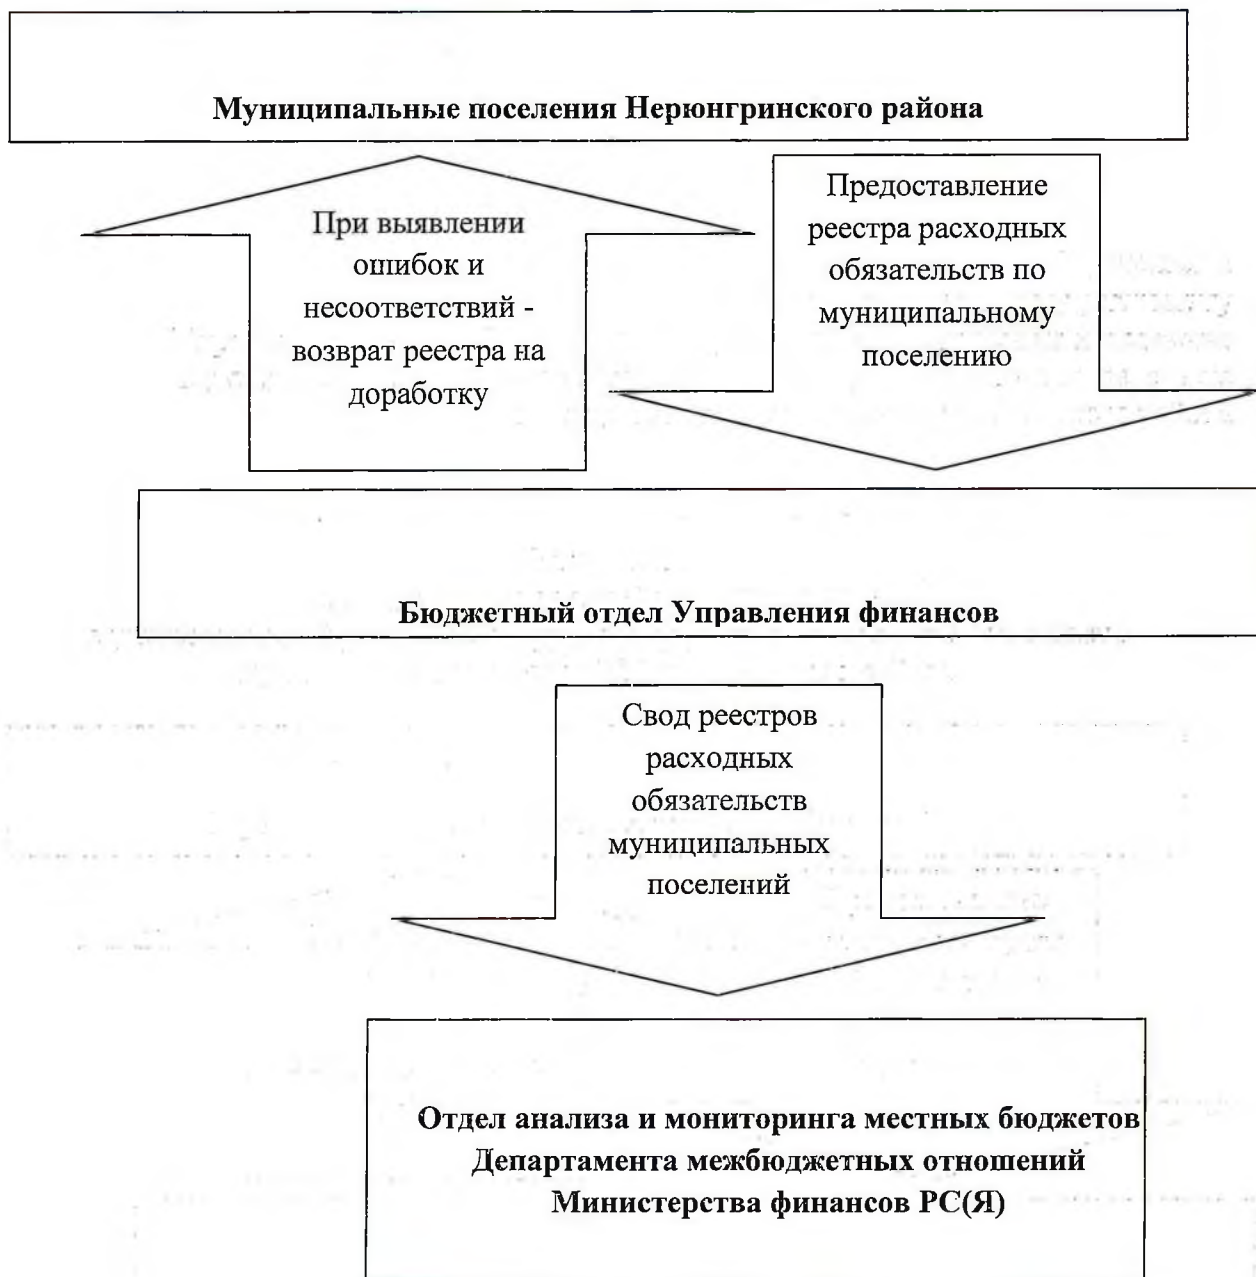 Муниципальные поселения Нерюнгринского района
При выявлении
ошибок и
несоответствий -
возврат реестра на
доработку
Предоставление
реестра расходных
обязательств по
муниципальному
поселению
Бюджетный отдел Управления финансов
Свод реестров
расходных
обязательств
муниципальных
поселений
Отдел анализа и мониторинга местных бюджетов
Департамента межбюджетных отношений
Министерства финансов РС(Я)